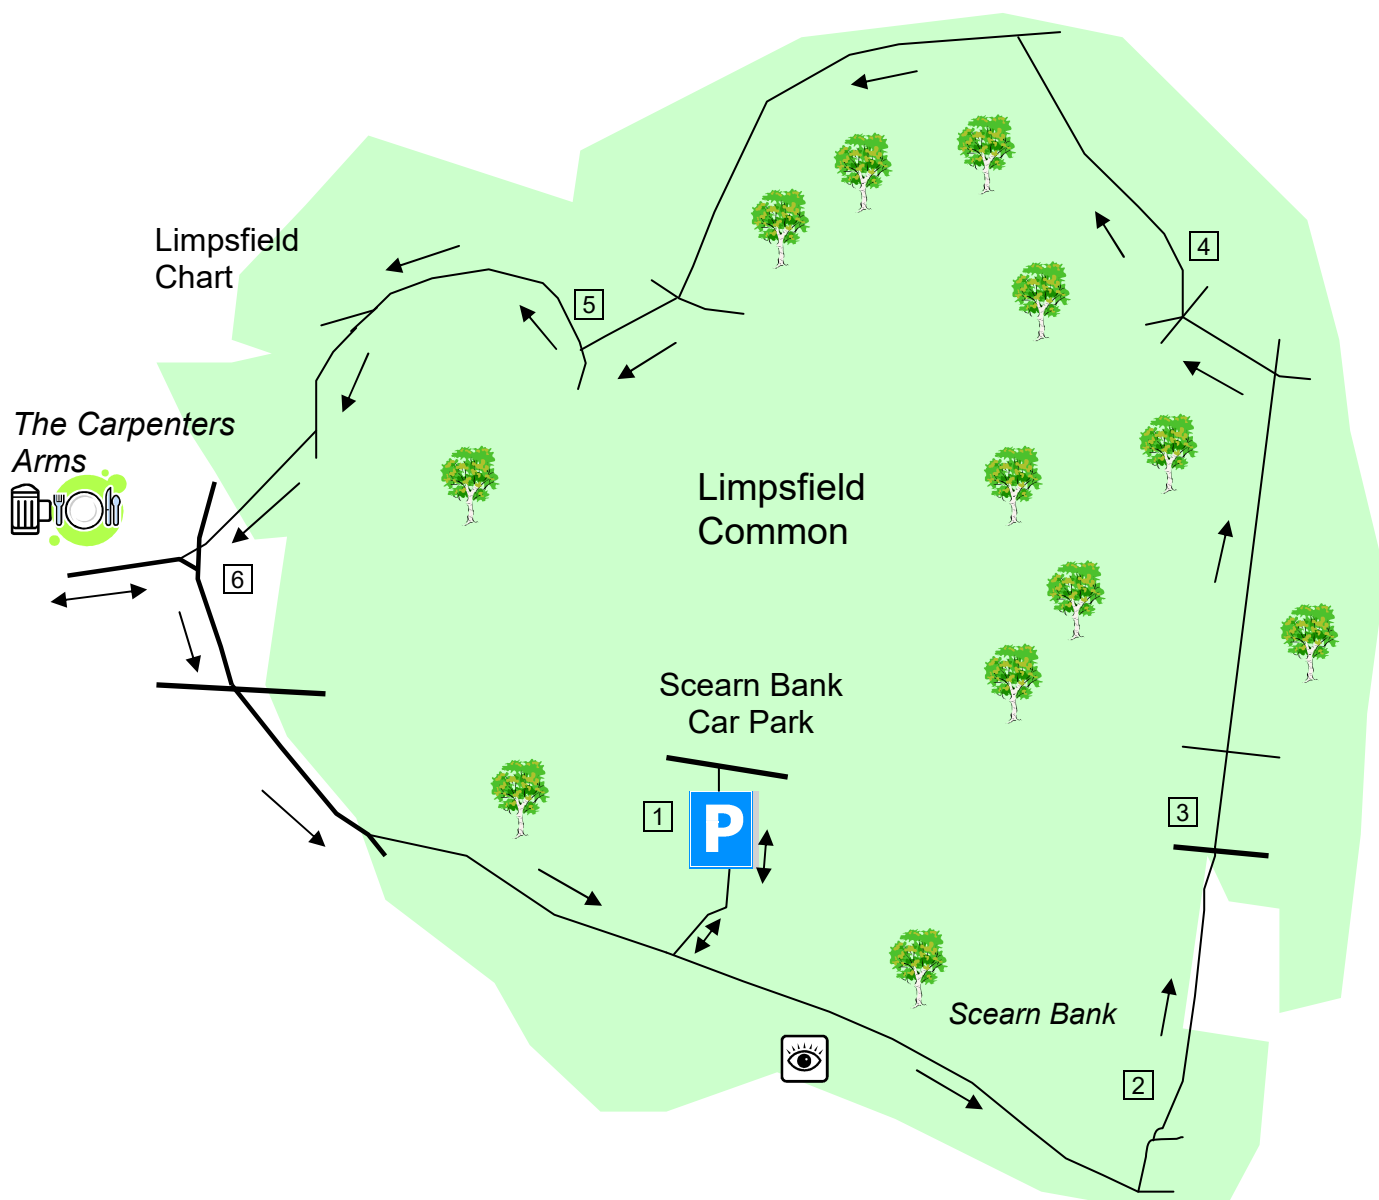 4
Limpsfield
Chart
5
The Carpenters
Arms
Limpsfield
Common
6
Scearn Bank
Car Park
1
P
3
Scearn Bank
2